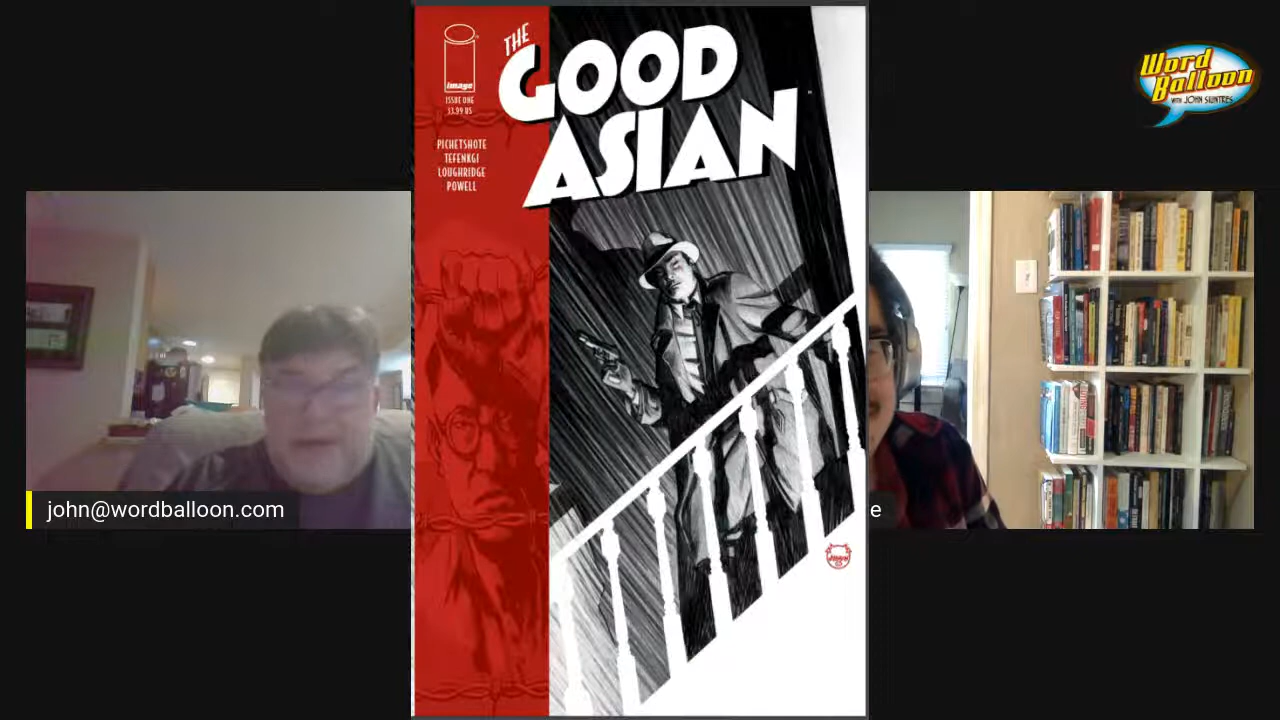 THE
GOOD
ASIAN
image
ISSUE ONE
$3.99 US
PICHETSHOTE
TEFENKGI
LOUGHRIDGE
POWELL
Word
Balloon
WITH JOHN SIUNTRES
john@wordballoon.com
e